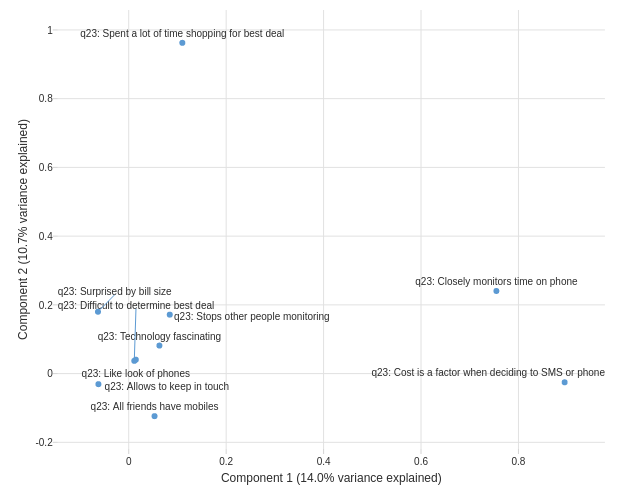 1
q23: Spent a lot of time shopping for best deal
0.8
0.6
0.4
q23: Closely monitors time on phone
q23: Surprised by bill size
0.2
q23: Difficult to determine best deal
q23: Stops other people monitoring
q23: Technology fascinating
0
q23: Like look of phones
q23: Cost is a factor when deciding to SMS or phone
q23: Allows to keep in touch
q23: All friends have mobiles
-0.2
0 0.2 0.4 0.6 0.8
Component 1 (14.0% variance explained)
Component 2 (10.7% variance explained)